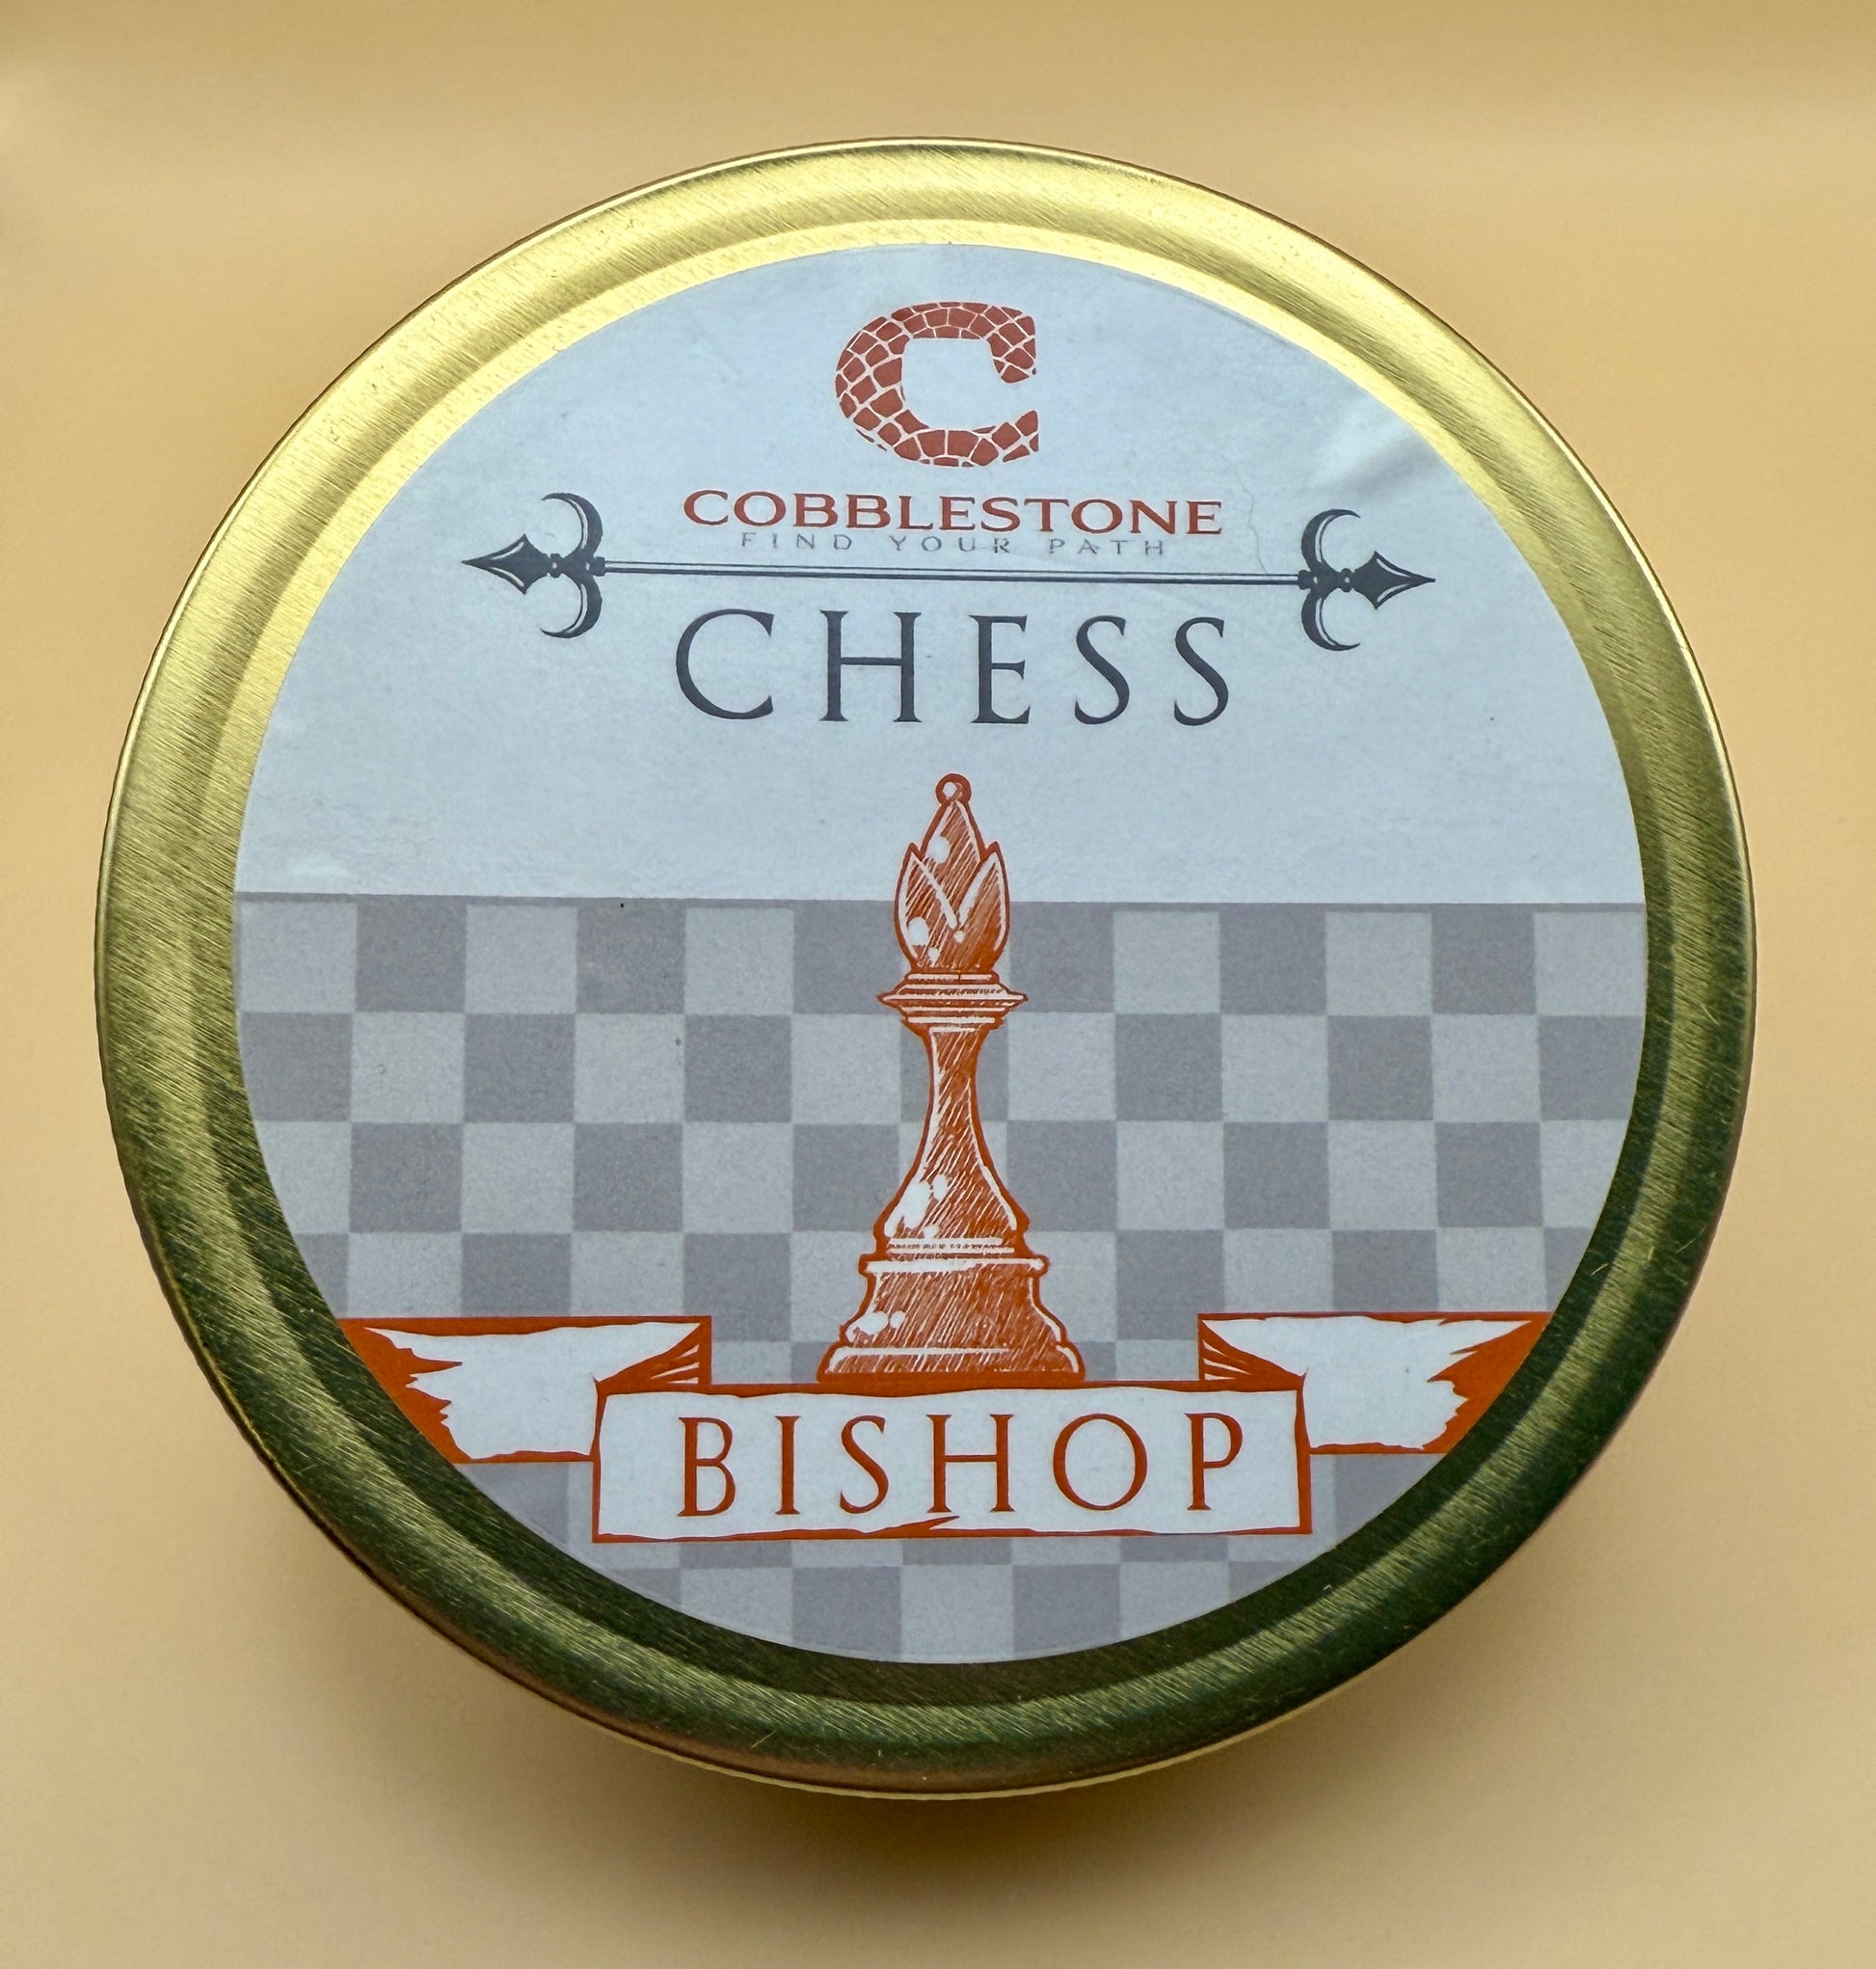 C
COBBLESTONE
FIND YOUR PATH
CHESS
BISHOP